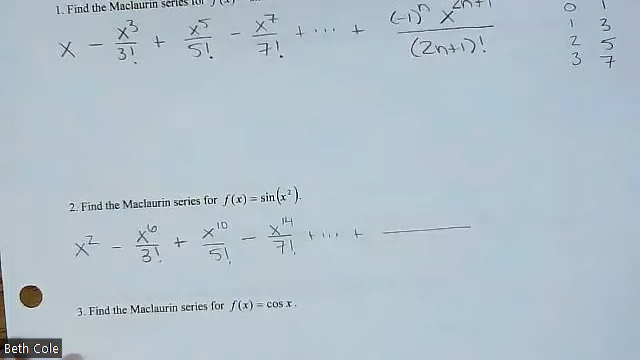 1. Find the Maclaurin series for f(x)
x - x³/3! + x⁵/5! - x⁷/7! + ··· + (-1)ⁿ x²ⁿ⁺¹/(2n+1)!
0 1
1 3
2 5
3 7
2. Find the Maclaurin series for f(x) = sin(x²).
x² - x⁶/3! + x¹⁰/5! - x¹⁴/7! + ··· + ____
3. Find the Maclaurin series for f(x) = cos x.
Beth Cole